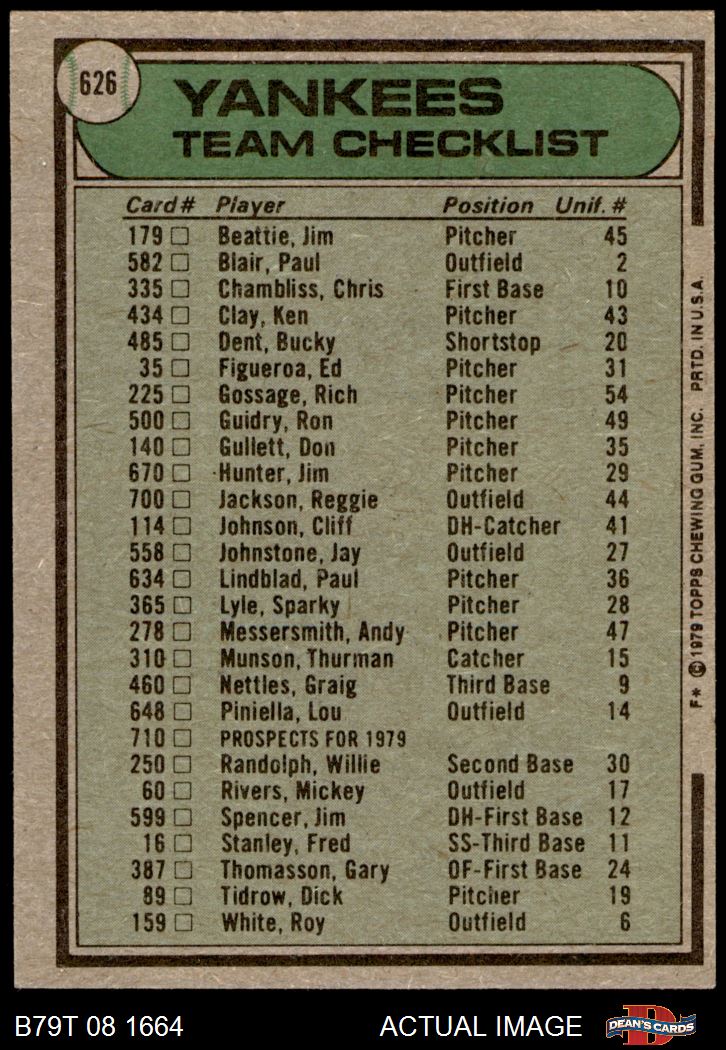 626
YANKEES
TEAM CHECKLIST
Card # Player Position Unif. #
179 Beattie, Jim Pitcher 45
582 Blair, Paul Outfield 2
335 Chambliss, Chris First Base 10
434 Clay, Ken Pitcher 43
485 Dent, Bucky Shortstop 20
35 Figueroa, Ed Pitcher 31
225 Gossage, Rich Pitcher 54
500 Guidry, Ron Pitcher 49
140 Gullett, Don Pitcher 35
670 Hunter, Jim Pitcher 29
700 Jackson, Reggie Outfield 44
114 Johnson, Cliff DH-Catcher 41
558 Johnstone, Jay Outfield 27
634 Lindblad, Paul Pitcher 36
365 Lyle, Sparky Pitcher 28
278 Messersmith, Andy Pitcher 47
310 Munson, Thurman Catcher 15
460 Nettles, Graig Third Base 9
648 Piniella, Lou Outfield 14
710 PROSPECTS FOR 1979
250 Randolph, Willie Second Base 30
60 Rivers, Mickey Outfield 17
599 Spencer, Jim DH-First Base 12
16 Stanley, Fred SS-Third Base 11
387 Thomasson, Gary OF-First Base 24
89 Tidrow, Dick Pitcher 19
159 White, Roy Outfield 6
F* © 1979 TOPPS CHEWING GUM, INC. PRTD. IN U.S.A.
B79T 08 1664 ACTUAL IMAGE
D
DEAN'S CARDS